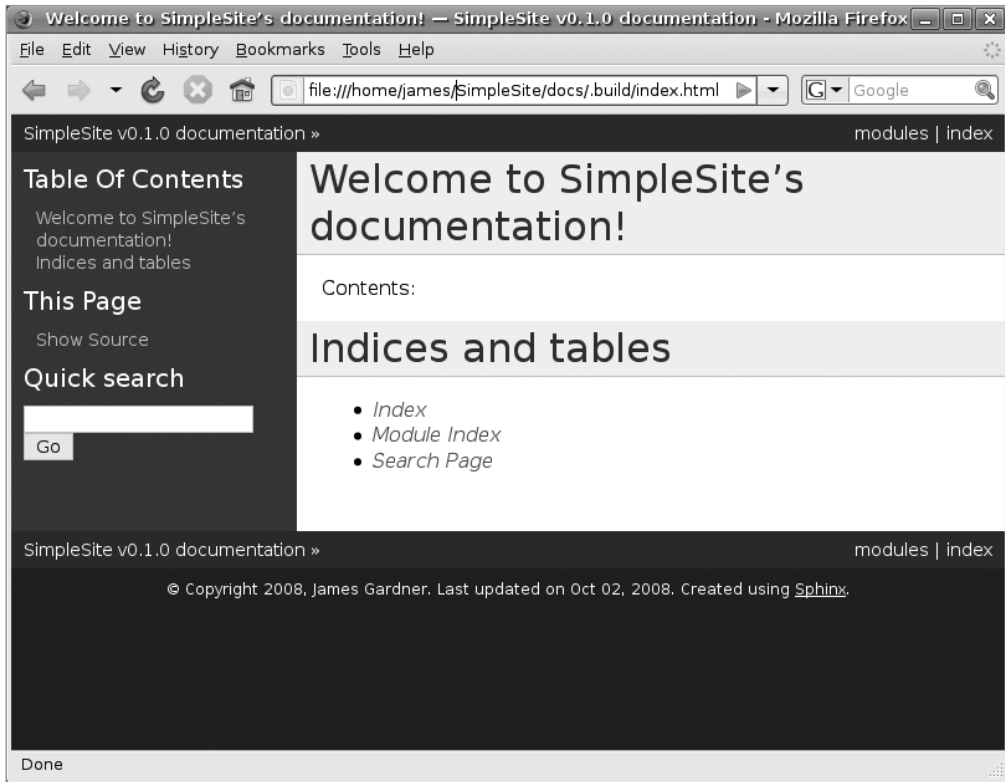 Welcome to SimpleSite’s documentation! — SimpleSite v0.1.0 documentation - Mozilla Firefox
File Edit View History Bookmarks Tools Help
file:///home/james/SimpleSite/docs/.build/index.html
G Google
SimpleSite v0.1.0 documentation »
modules | index
Table Of Contents
Welcome to SimpleSite’s
documentation!
Indices and tables
This Page
Show Source
Quick search
Go
Welcome to SimpleSite’s
documentation!
Contents:
Indices and tables
• Index
• Module Index
• Search Page
SimpleSite v0.1.0 documentation »
modules | index
© Copyright 2008, James Gardner. Last updated on Oct 02, 2008. Created using Sphinx.
Done